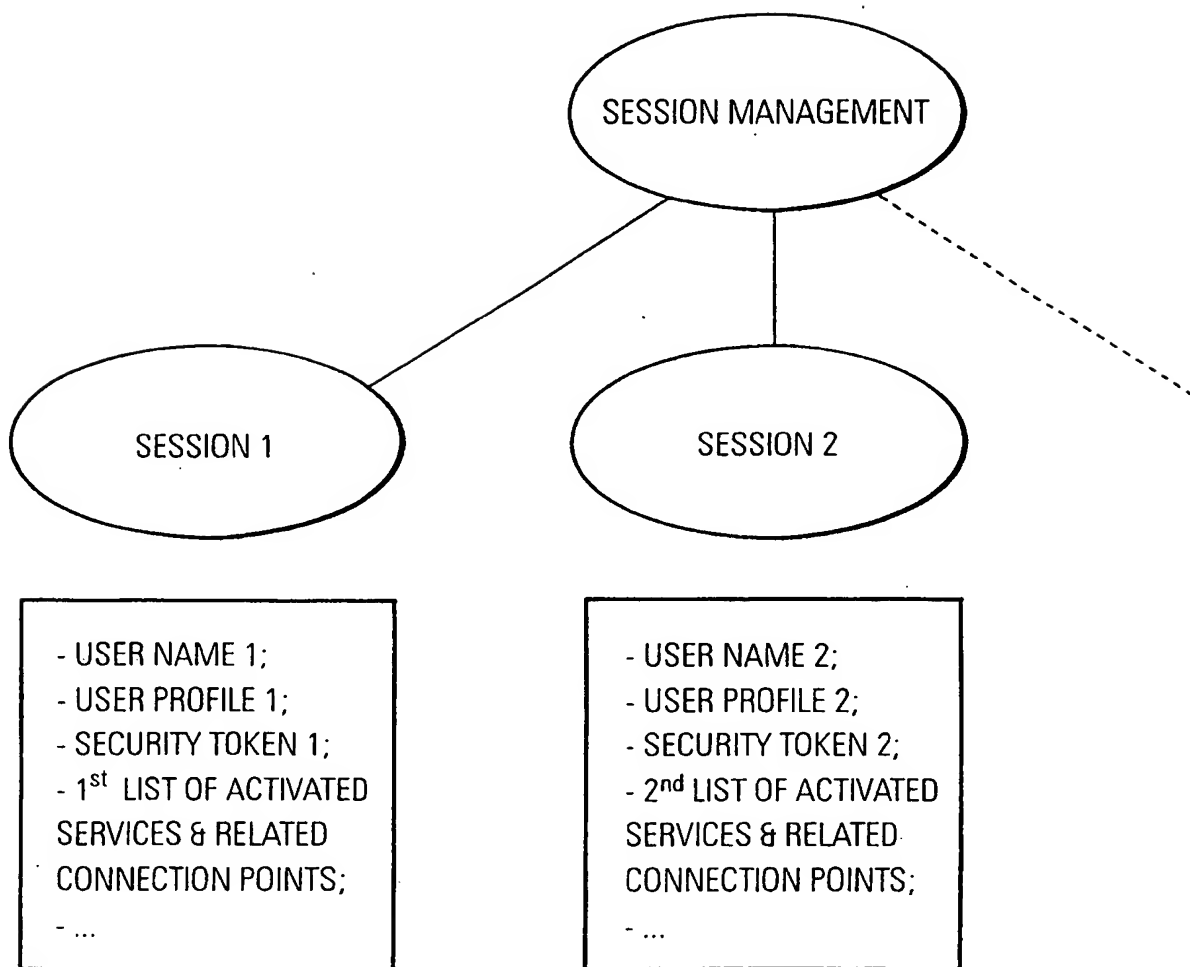 SESSION MANAGEMENT
SESSION 1
SESSION 2
- USER NAME 1;
- USER PROFILE 1;
- SECURITY TOKEN 1;
- 1st LIST OF ACTIVATED
SERVICES & RELATED
CONNECTION POINTS;
- ...
- USER NAME 2;
- USER PROFILE 2;
- SECURITY TOKEN 2;
- 2nd LIST OF ACTIVATED
SERVICES & RELATED
CONNECTION POINTS;
- ...